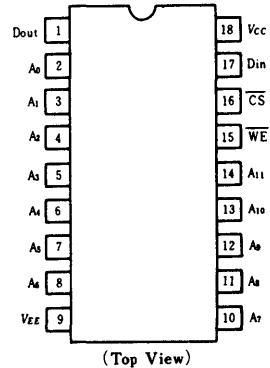 Dout 1 18 Vcc
A0 2 17 Din
A1 3 16 CS
A2 4 15 WE
A3 5 14 A11
A4 6 13 A10
A5 7 12 A9
A6 8 11 A8
VEE 9 10 A7
(Top View)